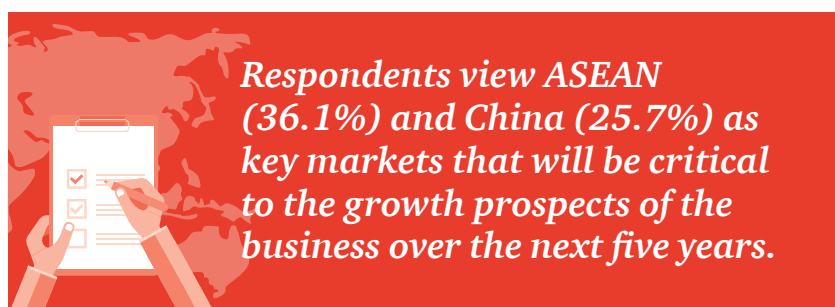 Respondents view ASEAN
(36.1%) and China (25.7%) as
key markets that will be critical
to the growth prospects of the
business over the next five years.